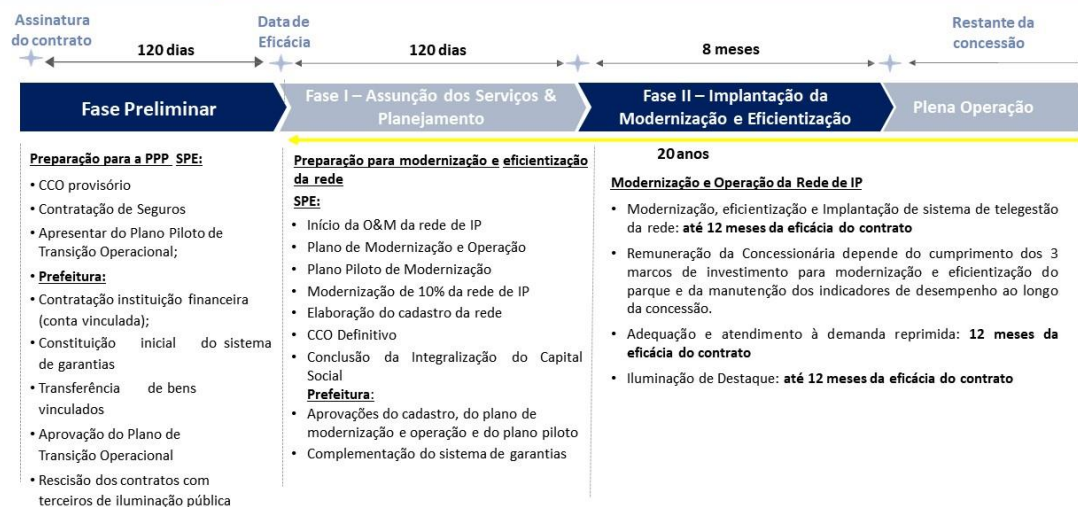 Assinatura
do contrato
120 dias
Data de
Eficácia
120 dias
8 meses
Restante da
concessão
Fase Preliminar
Fase I – Assunção dos Serviços &
Planejamento
Fase II – Implantação da
Modernização e Eficientização
Plena Operação
20 anos
Preparação para a PPP SPE:
• CCO provisório
• Contratação de Seguros
• Apresentar do Plano Piloto de
Transição Operacional;
• Prefeitura:
• Contratação instituição financeira
(conta vinculada);
• Constituição inicial do sistema
de garantias
• Transferência de bens
vinculados
• Aprovação do Plano de
Transição Operacional
• Rescisão dos contratos com
terceiros de iluminação pública
Preparação para modernização e eficientização
da rede
SPE:
• Início da O&M da rede de IP
• Plano de Modernização e Operação
• Plano Piloto de Modernização
• Modernização de 10% da rede de IP
• Elaboração do cadastro da rede
• CCO Definitivo
• Conclusão da Integralização do Capital
Social
Prefeitura:
• Aprovações do cadastro, do plano de
modernização e operação e do plano piloto
• Complementação do sistema de garantias
Modernização e Operação da Rede de IP
• Modernização, eficientização e Implantação de sistema de telegestão
da rede: até 12 meses da eficácia do contrato
• Remuneração da Concessionária depende do cumprimento dos 3
marcos de investimento para modernização e eficientização do
parque e da manutenção dos indicadores de desempenho ao longo
da concessão.
• Adequação e atendimento à demanda reprimida: 12 meses da
eficácia do contrato
• Iluminação de Destaque: até 12 meses da eficácia do contrato